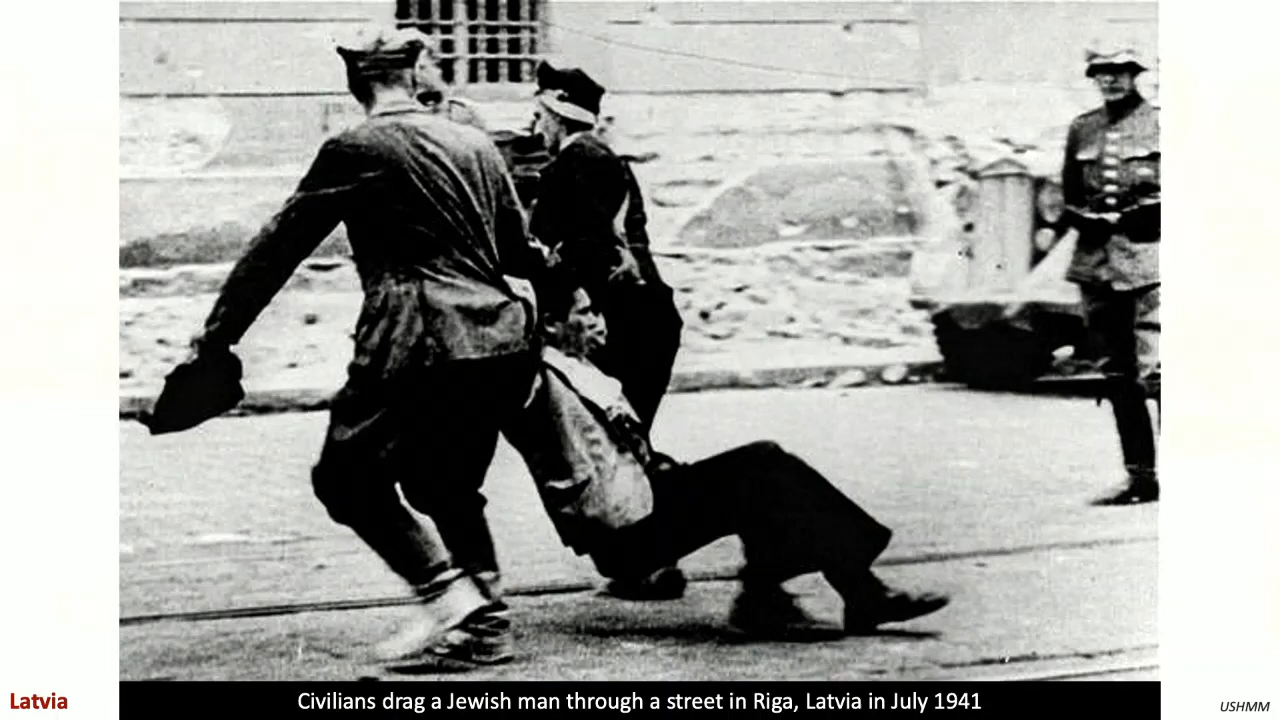 Civilians drag a Jewish man through a street in Riga, Latvia in July 1941
Latvia
USHMM